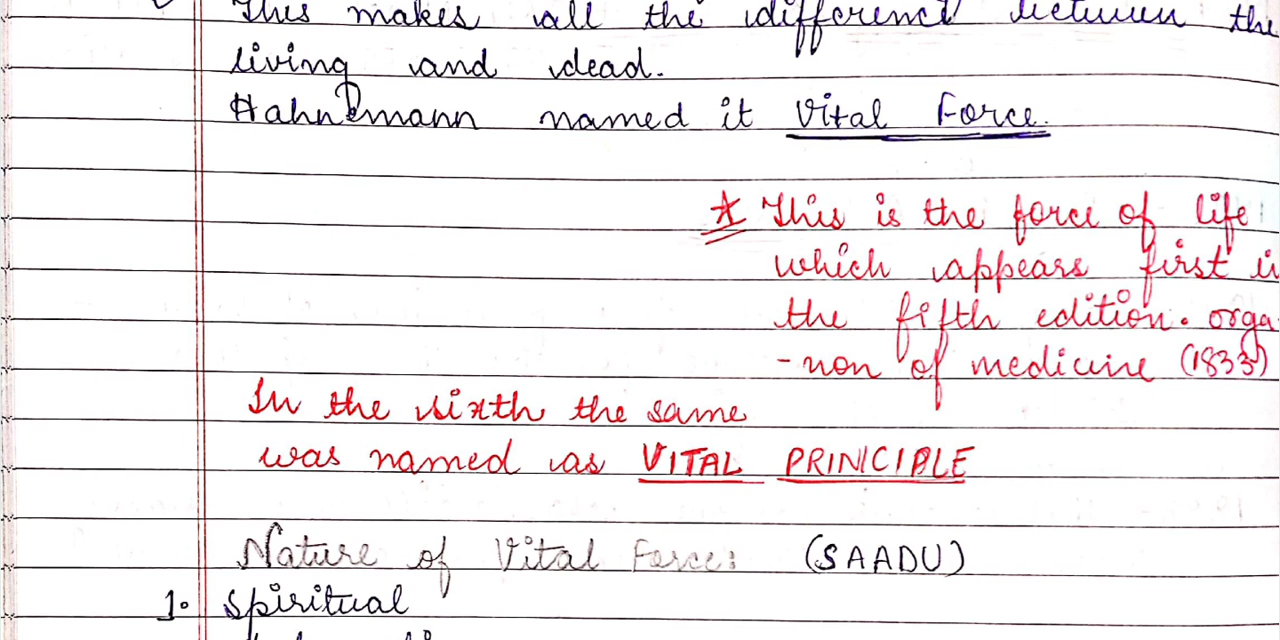 This makes all the difference between the
living and dead.
Hahnemann named it Vital Force.
* This is the force of life
which appears first i
the fifth edition. orga
-non of medicine (1833)
In the sixth the same
was named as VITAL PRINICIPLE
Nature of Vital Force: (SAADU)
1. Spiritual